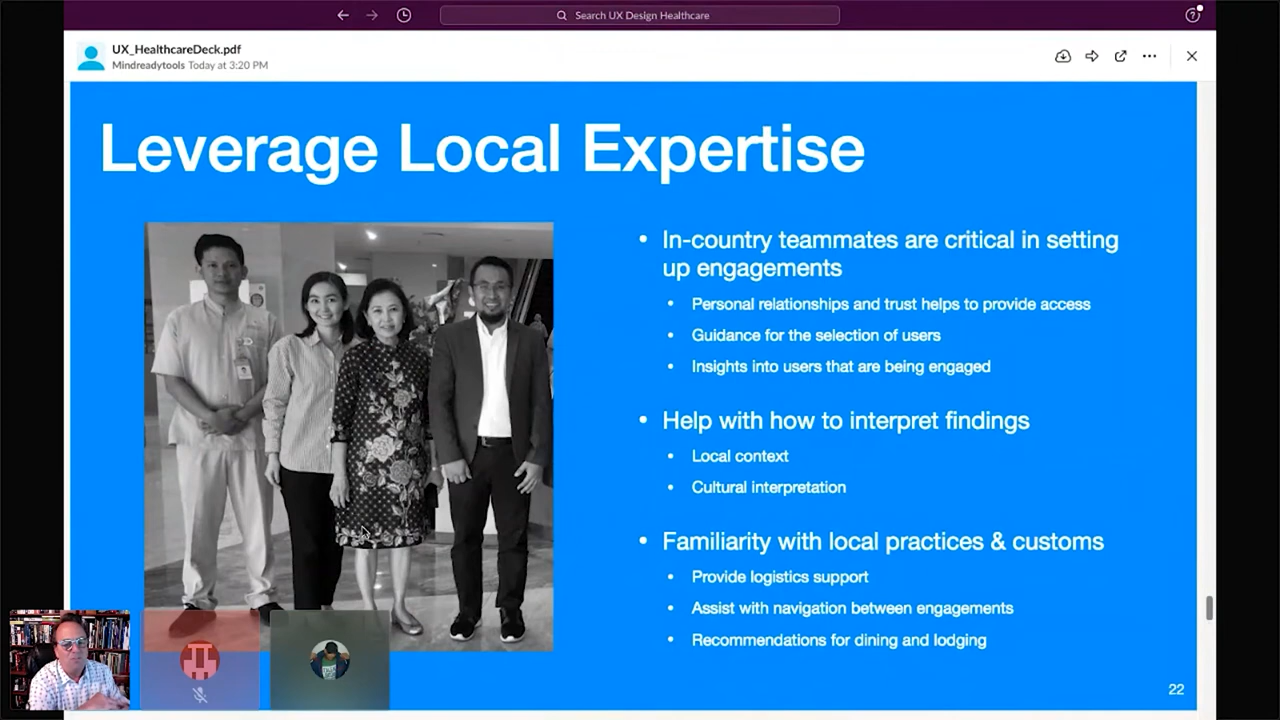 Search UX Design Healthcare
UX_HealthcareDeck.pdf
Mindreadytools Today at 3:20 PM
Leverage Local Expertise
• In-country teammates are critical in setting
up engagements
• Personal relationships and trust helps to provide access
• Guidance for the selection of users
• Insights into users that are being engaged
• Help with how to interpret findings
• Local context
• Cultural interpretation
• Familiarity with local practices & customs
• Provide logistics support
• Assist with navigation between engagements
• Recommendations for dining and lodging
22